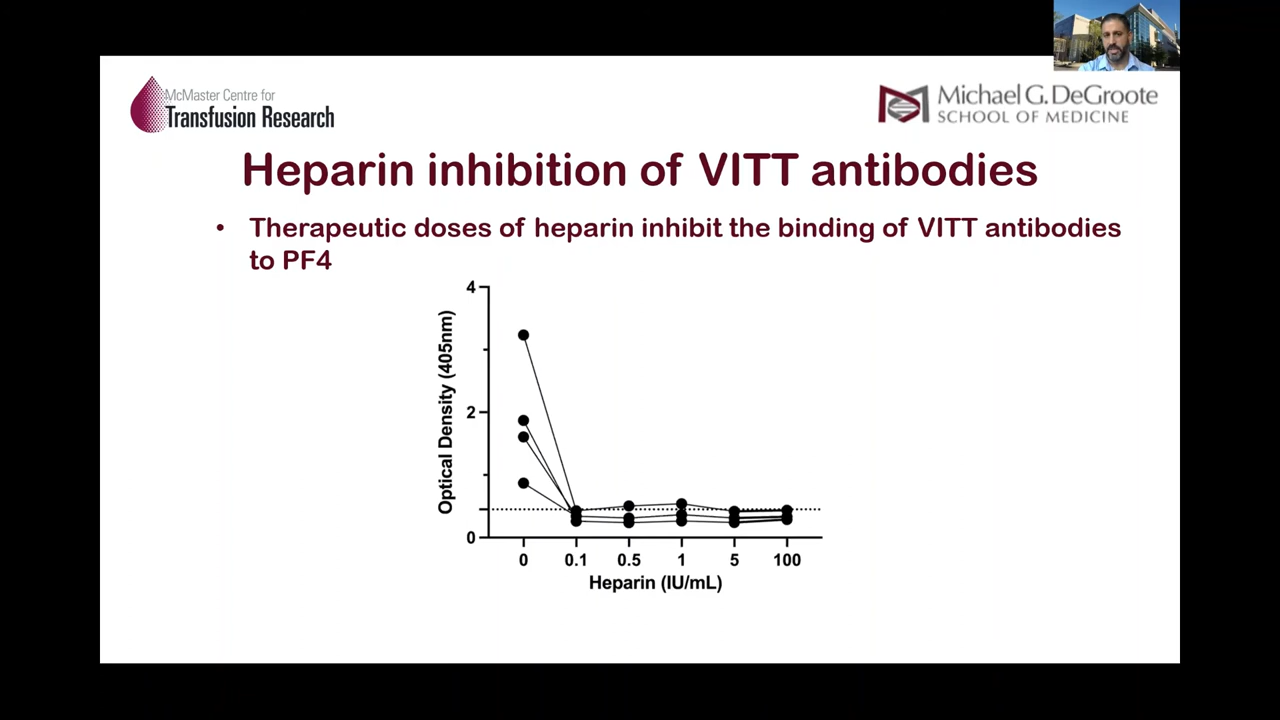 McMaster Centre for
Transfusion Research
Michael G. DeGroote
SCHOOL OF MEDICINE
Heparin inhibition of VITT antibodies
• Therapeutic doses of heparin inhibit the binding of VITT antibodies
to PF4
Optical Density (405nm)
4
2
0
0 0.1 0.5 1 5 100
Heparin (IU/mL)